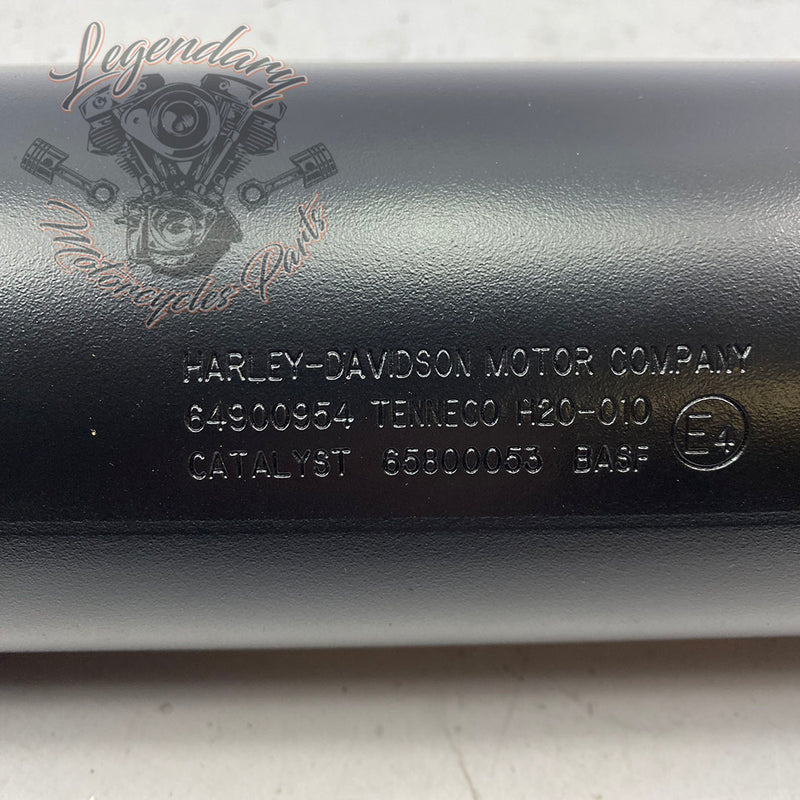 Legendary
Motorcycles Parts
HARLEY-DAVIDSON MOTOR COMPANY
64900954 TENNECO H20-010
CATALYST 65800053 BASF
E4